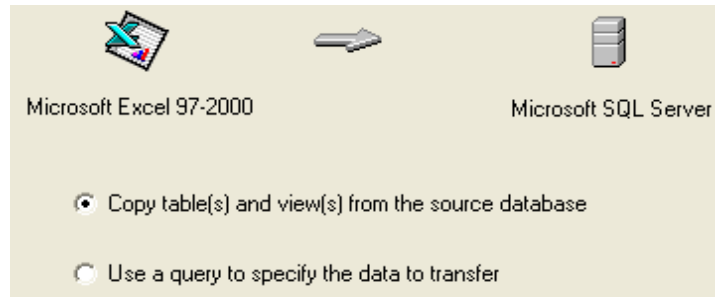 Microsoft Excel 97-2000
Microsoft SQL Server
Copy table(s) and view(s) from the source database
Use a query to specify the data to transfer